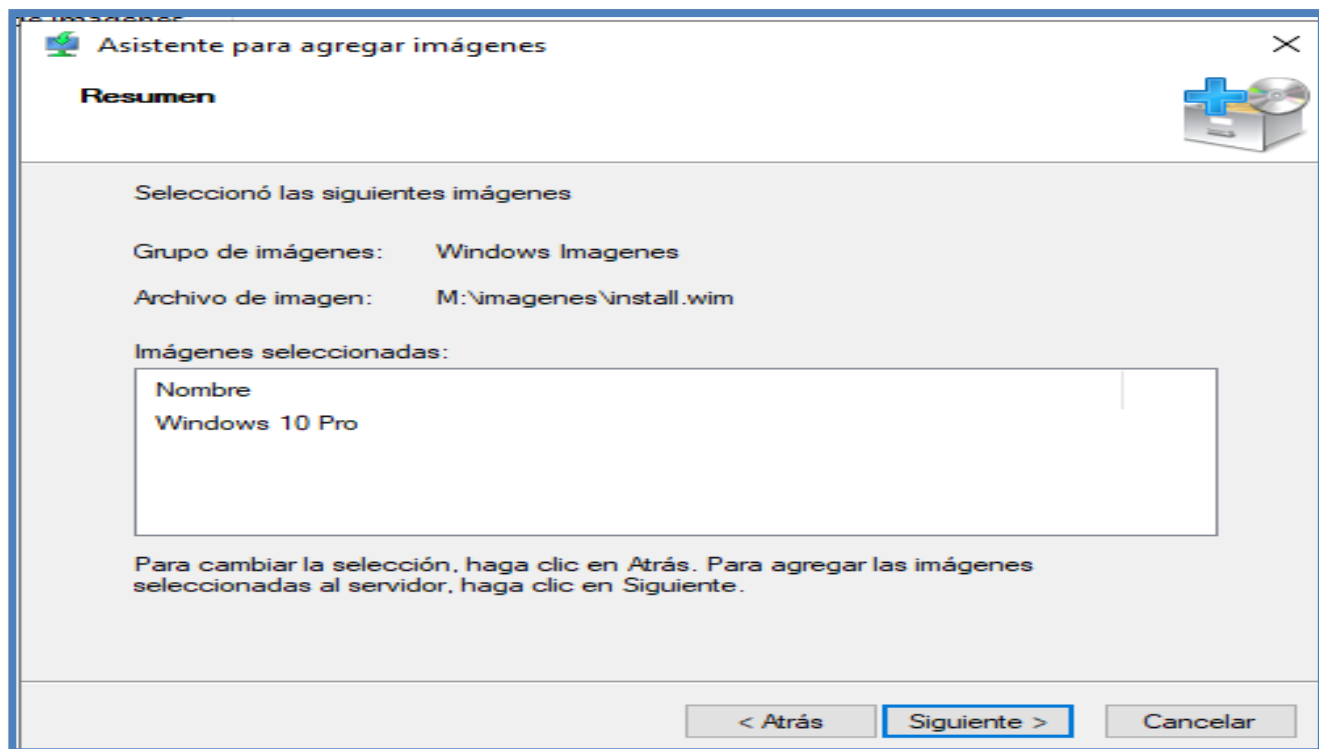 de Imágenes
Asistente para agregar imágenes
Resumen
Seleccionó las siguientes imágenes
Grupo de imágenes: Windows Imagenes
Archivo de imagen: M:\imagenes\install.wim
Imágenes seleccionadas:
Nombre
Windows 10 Pro
Para cambiar la selección, haga clic en Atrás. Para agregar las imágenes
seleccionadas al servidor, haga clic en Siguiente.
< Atrás Siguiente > Cancelar